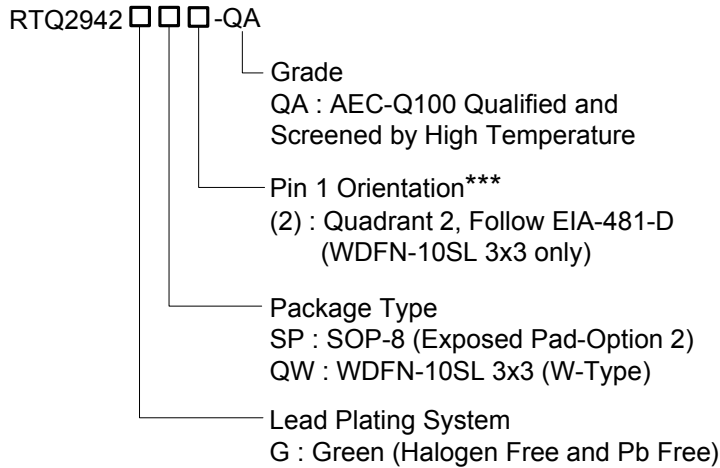 RTQ2942□□□-QA
Grade
QA : AEC-Q100 Qualified and
Screened by High Temperature
Pin 1 Orientation***
(2) : Quadrant 2, Follow EIA-481-D
(WDFN-10SL 3x3 only)
Package Type
SP : SOP-8 (Exposed Pad-Option 2)
QW : WDFN-10SL 3x3 (W-Type)
Lead Plating System
G : Green (Halogen Free and Pb Free)